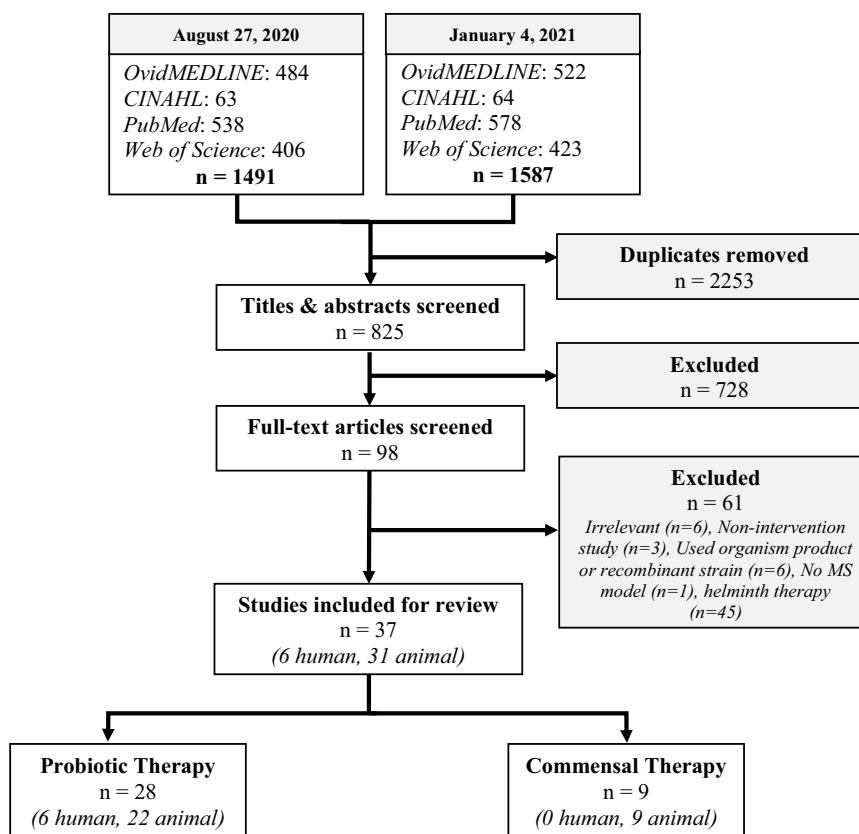 August 27, 2020
OvidMEDLINE: 484
CINAHL: 63
PubMed: 538
Web of Science: 406
n = 1491
January 4, 2021
OvidMEDLINE: 522
CINAHL: 64
PubMed: 578
Web of Science: 423
n = 1587
Duplicates removed
n = 2253
Titles & abstracts screened
n = 825
Excluded
n = 728
Full-text articles screened
n = 98
Excluded
n = 61
Irrelevant (n=6), Non-intervention
study (n=3), Used organism product
or recombinant strain (n=6), No MS
model (n=1), helminth therapy
(n=45)
Studies included for review
n = 37
(6 human, 31 animal)
Probiotic Therapy
n = 28
(6 human, 22 animal)
Commensal Therapy
n = 9
(0 human, 9 animal)